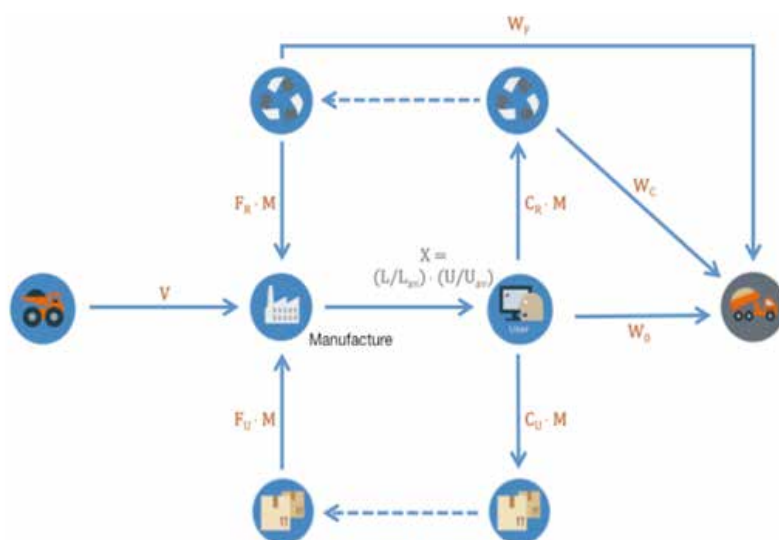 W_F
F_R · M
C_R · M
W_C
X =
(L/L_av) · (U/U_av)
V
User
W_0
Manufacture
F_U · M
C_U · M